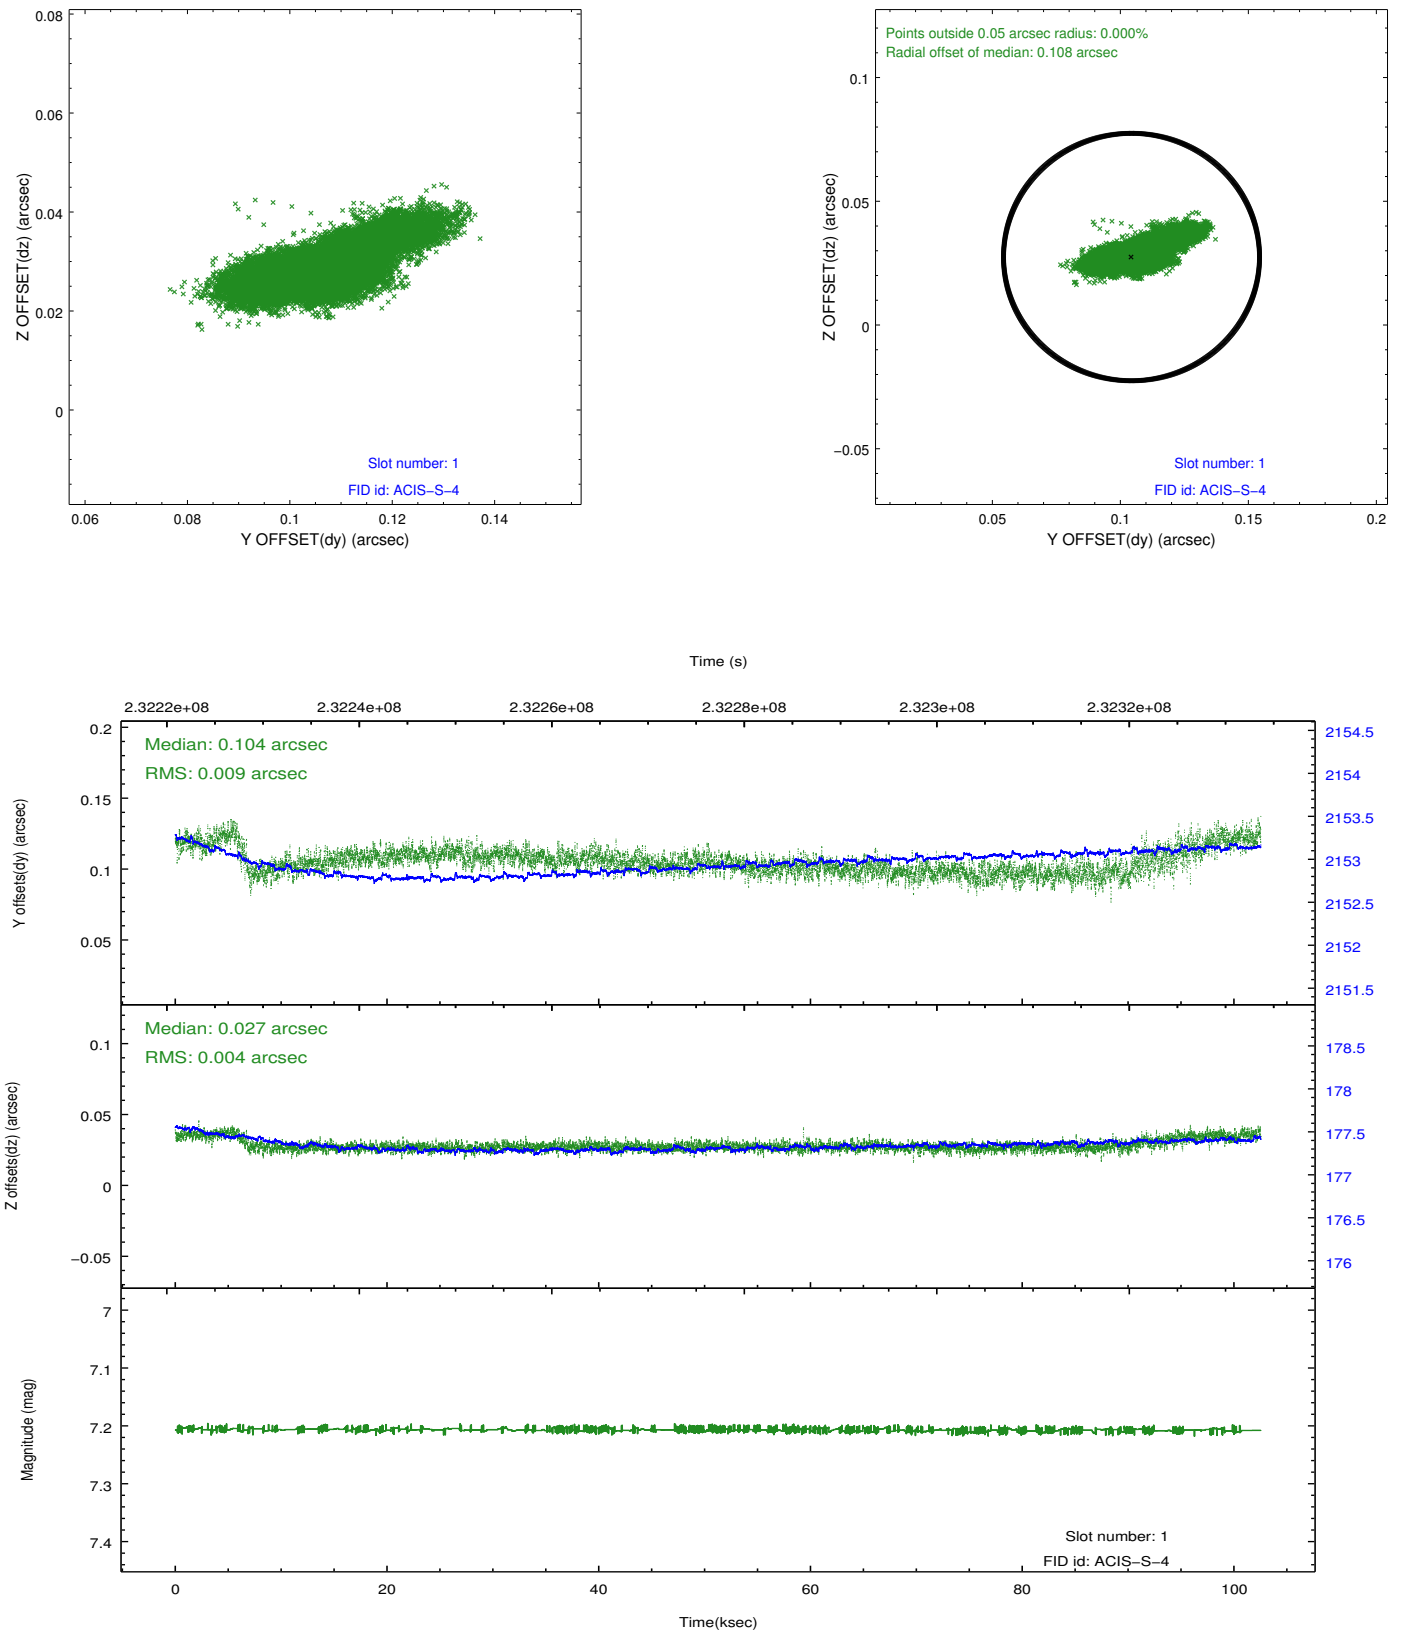 0.08
0.06
0.04
0.02
0
Z OFFSET(dz) (arcsec)
Slot number: 1
FID id: ACIS−S−4
0.06 0.08 0.1 0.12 0.14
Y OFFSET(dy) (arcsec)
Points outside 0.05 arcsec radius: 0.000%
Radial offset of median: 0.108 arcsec
0.1
0.05
0
−0.05
Z OFFSET(dz) (arcsec)
Slot number: 1
FID id: ACIS−S−4
0.05 0.1 0.15 0.2
Y OFFSET(dy) (arcsec)
Time (s)
2.3222e+08 2.3224e+08 2.3226e+08 2.3228e+08 2.323e+08 2.3232e+08
Median: 0.104 arcsec
RMS: 0.009 arcsec
0.2
0.15
0.1
0.05
Y offsets(dy) (arcsec)
2154.5
2154
2153.5
2153
2152.5
2152
2151.5
Median: 0.027 arcsec
RMS: 0.004 arcsec
0.1
0.05
0
−0.05
Z offsets(dz) (arcsec)
178.5
178
177.5
177
176.5
176
7
7.1
7.2
7.3
7.4
Magnitude (mag)
Slot number: 1
FID id: ACIS−S−4
0 20 40 60 80 100
Time(ksec)